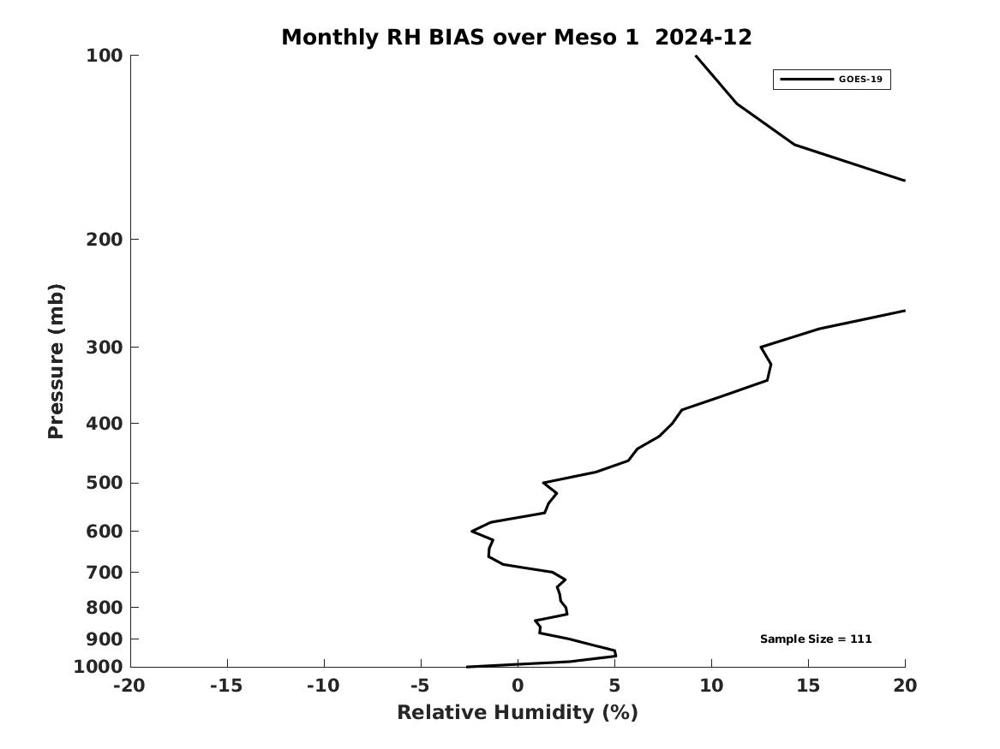 Monthly RH BIAS over Meso 1  2024-12
100
GOES-19
200
300
400
500
600
700
800
900
1000
Pressure (mb)
Sample Size = 111
-20 -15 -10 -5 0 5 10 15 20
Relative Humidity (%)